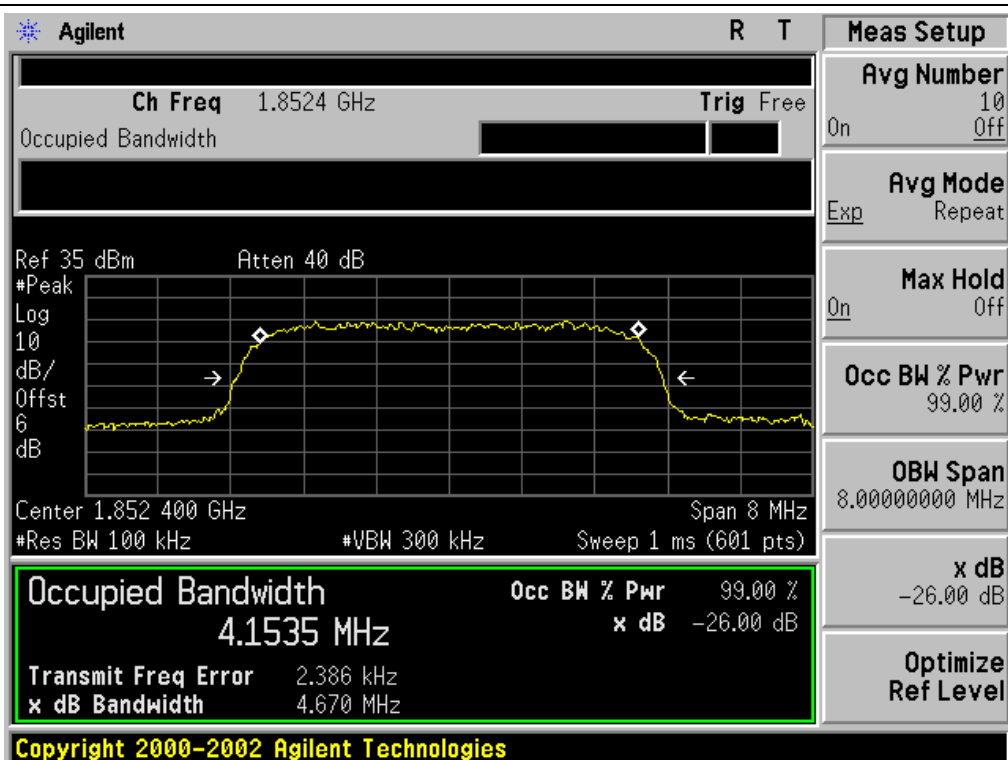 Agilent R T
Ch Freq 1.8524 GHz Trig Free
Occupied Bandwidth
Ref 35 dBm Atten 40 dB
#Peak
Log
10
dB/
Offst
6
dB
Center 1.852 400 GHz Span 8 MHz
#Res BW 100 kHz #VBW 300 kHz Sweep 1 ms (601 pts)
Occupied Bandwidth Occ BW % Pwr 99.00 %
4.1535 MHz x dB -26.00 dB
Transmit Freq Error 2.386 kHz
x dB Bandwidth 4.670 MHz
Copyright 2000-2002 Agilent Technologies
Meas Setup
Avg Number
10
On Off
Avg Mode
Exp Repeat
Max Hold
On Off
Occ BW % Pwr
99.00 %
OBW Span
8.00000000 MHz
x dB
-26.00 dB
Optimize
Ref Level